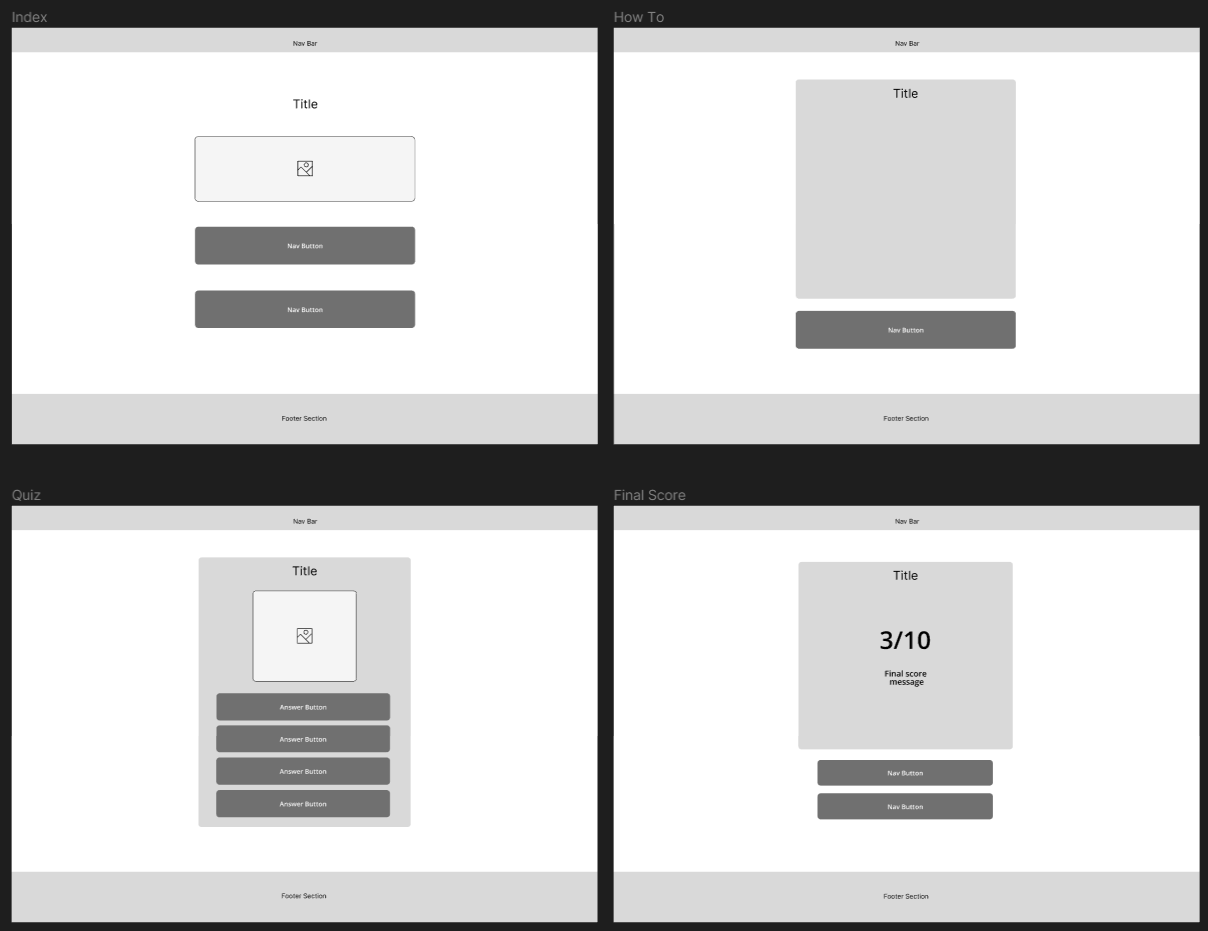 Index
Nav Bar
Title
Nav Button
Nav Button
Footer Section
How To
Nav Bar
Title
Nav Button
Footer Section
Quiz
Nav Bar
Title
Answer Button
Answer Button
Answer Button
Answer Button
Footer Section
Final Score
Nav Bar
Title
3/10
Final score
message
Nav Button
Nav Button
Footer Section